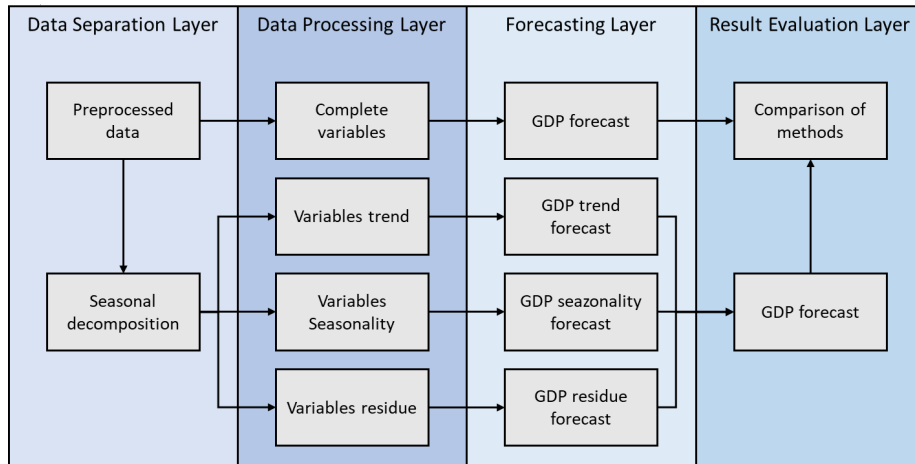 Data Separation Layer
Data Processing Layer
Forecasting Layer
Result Evaluation Layer
Preprocessed
data
Complete
variables
GDP forecast
Comparison of
methods
Variables trend
GDP trend
forecast
Seasonal
decomposition
Variables
Seasonality
GDP seazonality
forecast
GDP forecast
Variables residue
GDP residue
forecast